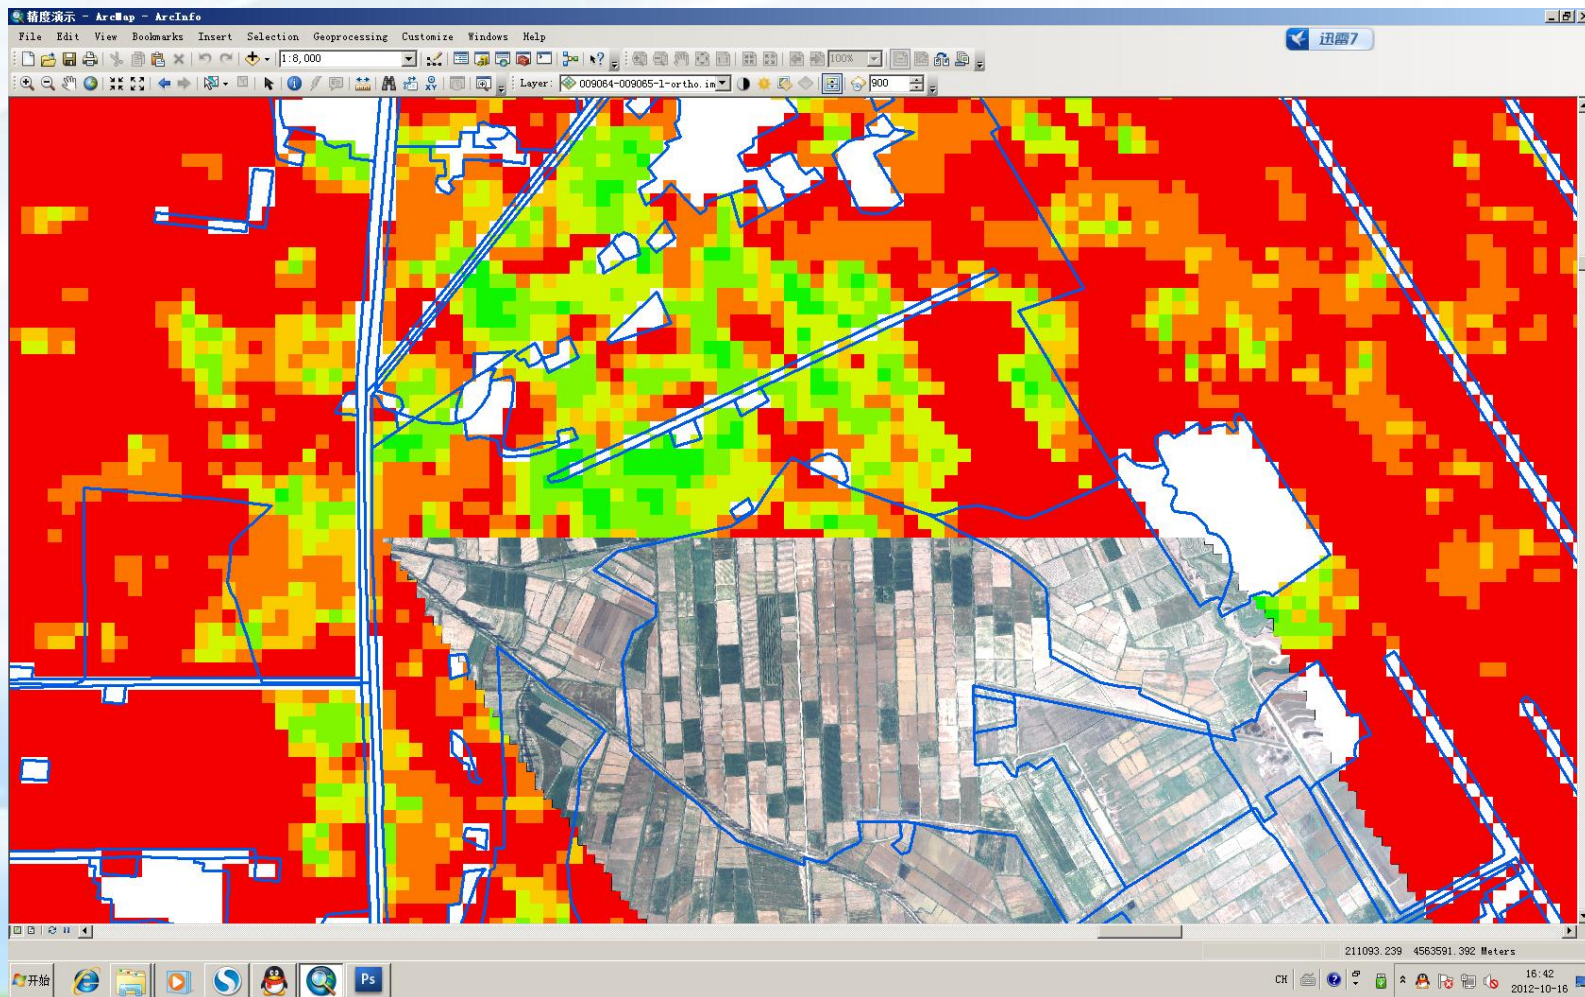 精度演示 - ArcMap - ArcInfo
File Edit View Bookmarks Insert Selection Geoprocessing Customize Windows Help
迅雷7
1:8,000
100%
Layer: 009064-009065-1-ortho.im
900
211093.239 4563591.392 Meters
开始
Ps
CH
16:42
2012-10-16